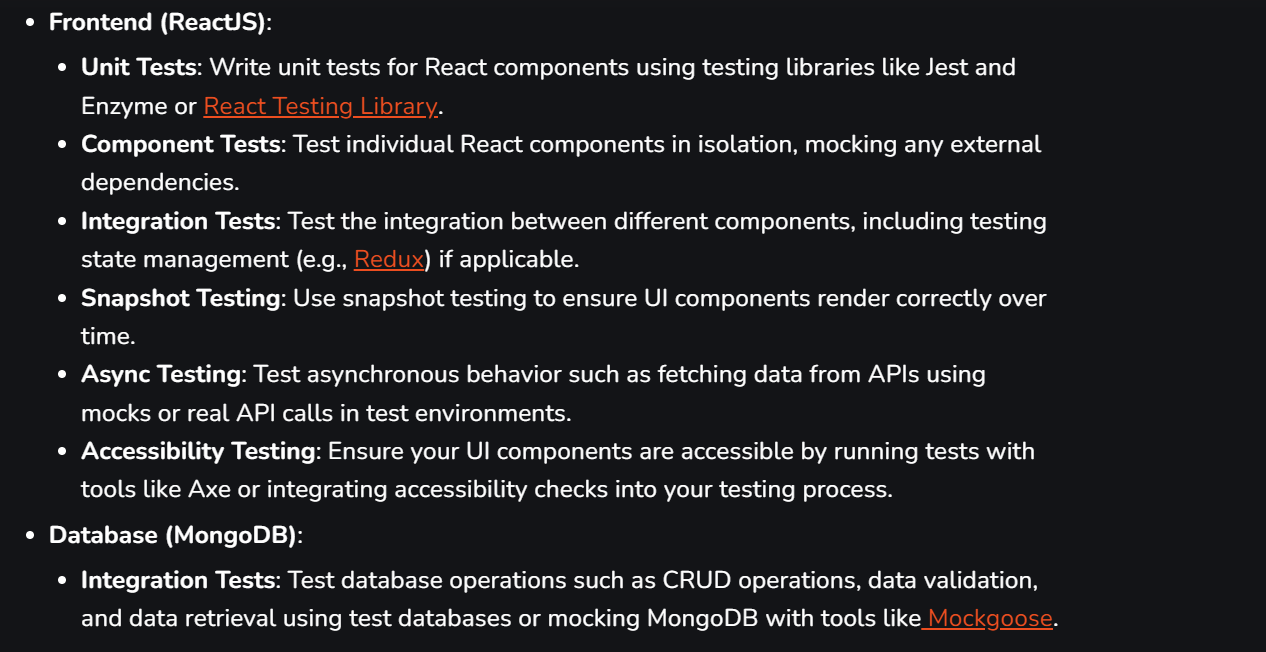 • Frontend (ReactJS):
• Unit Tests: Write unit tests for React components using testing libraries like Jest and
Enzyme or React Testing Library.
• Component Tests: Test individual React components in isolation, mocking any external
dependencies.
• Integration Tests: Test the integration between different components, including testing
state management (e.g., Redux) if applicable.
• Snapshot Testing: Use snapshot testing to ensure UI components render correctly over
time.
• Async Testing: Test asynchronous behavior such as fetching data from APIs using
mocks or real API calls in test environments.
• Accessibility Testing: Ensure your UI components are accessible by running tests with
tools like Axe or integrating accessibility checks into your testing process.
• Database (MongoDB):
• Integration Tests: Test database operations such as CRUD operations, data validation,
and data retrieval using test databases or mocking MongoDB with tools like Mockgoose.